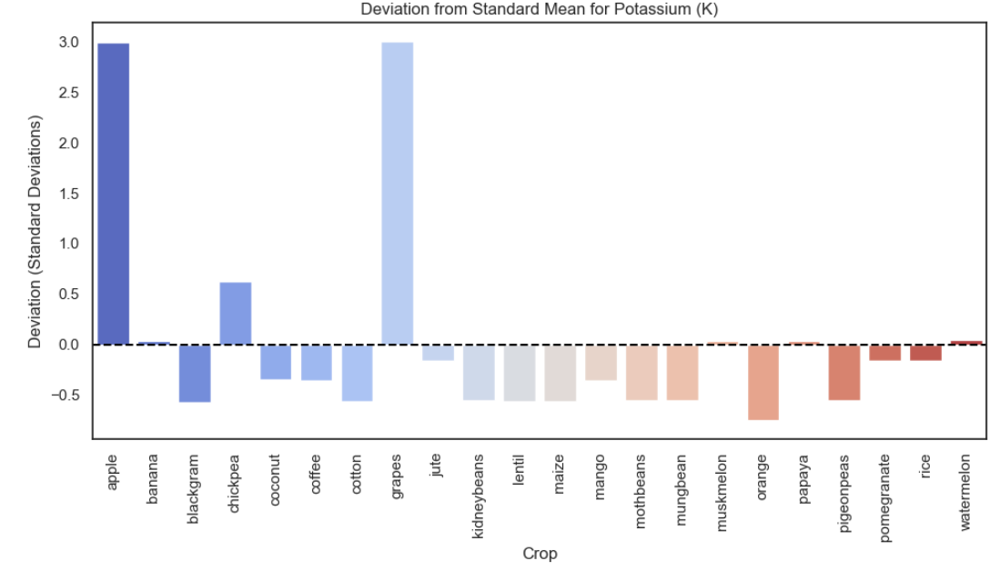 Deviation from Standard Mean for Potassium (K)
3.0
2.5
2.0
1.5
1.0
0.5
0.0
−0.5
Deviation (Standard Deviations)
apple
banana
blackgram
chickpea
coconut
coffee
cotton
grapes
jute
kidneybeans
lentil
maize
mango
mothbeans
mungbean
muskmelon
orange
papaya
pigeonpeas
pomegranate
rice
watermelon
Crop